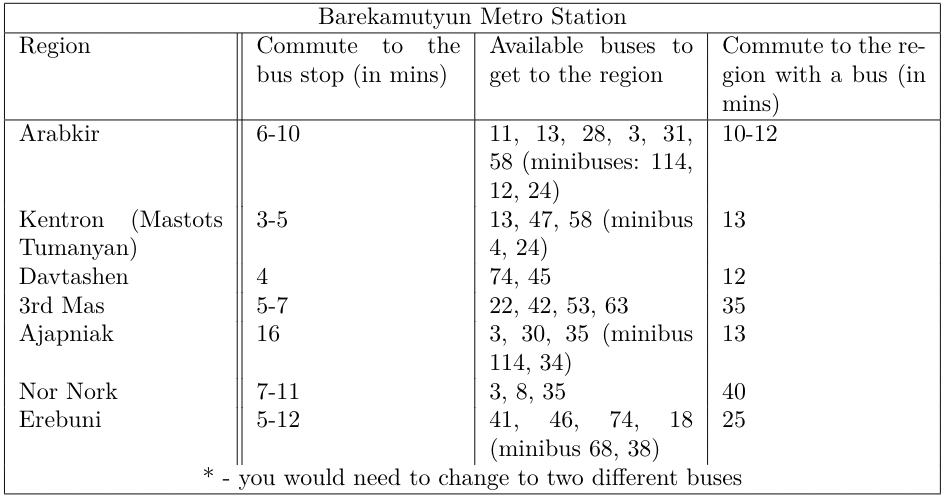 Barekamutyun Metro Station
Region
Commute to the
bus stop (in mins)
Available buses to
get to the region
Commute to the re-
gion with a bus (in
mins)
Arabkir
6-10
11, 13, 28, 3, 31,
58 (minibuses: 114,
12, 24)
10-12
Kentron (Mastots
Tumanyan)
3-5
13, 47, 58 (minibus
4, 24)
13
Davtashen
4
74, 45
12
3rd Mas
5-7
22, 42, 53, 63
35
Ajapniak
16
3, 30, 35 (minibus
114, 34)
13
Nor Nork
7-11
3, 8, 35
40
Erebuni
5-12
41, 46, 74, 18
(minibus 68, 38)
25
* - you would need to change to two different buses